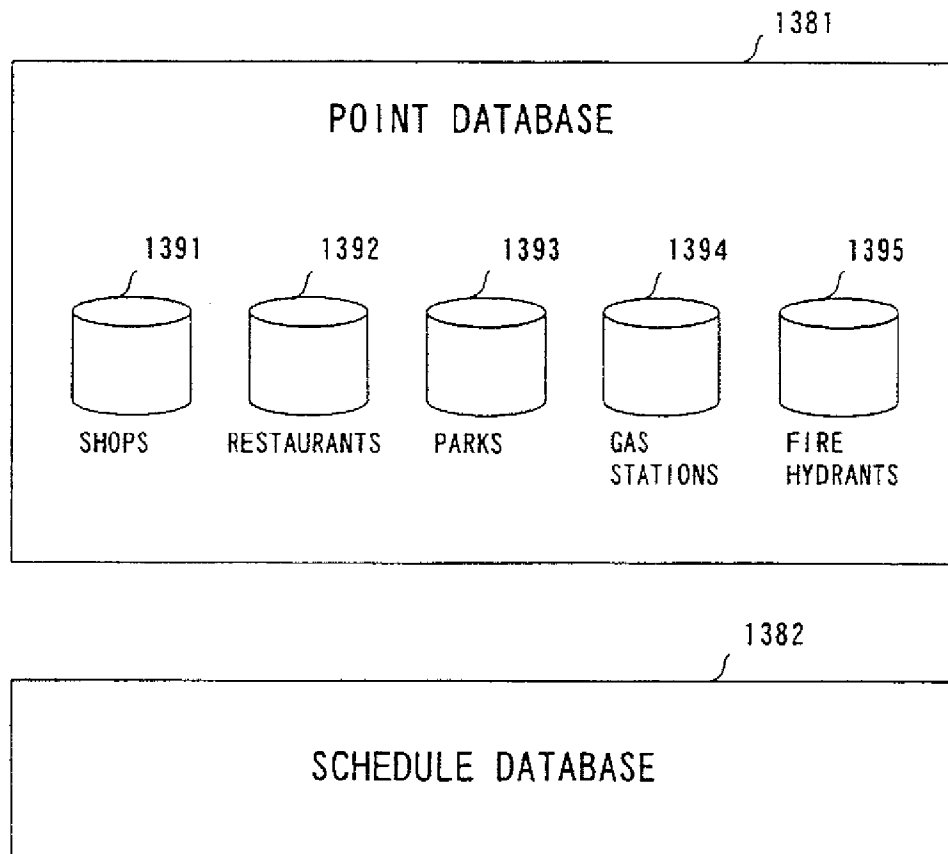 1381
POINT DATABASE
1391 1392 1393 1394 1395
SHOPS RESTAURANTS PARKS GAS STATIONS FIRE HYDRANTS
1382
SCHEDULE DATABASE